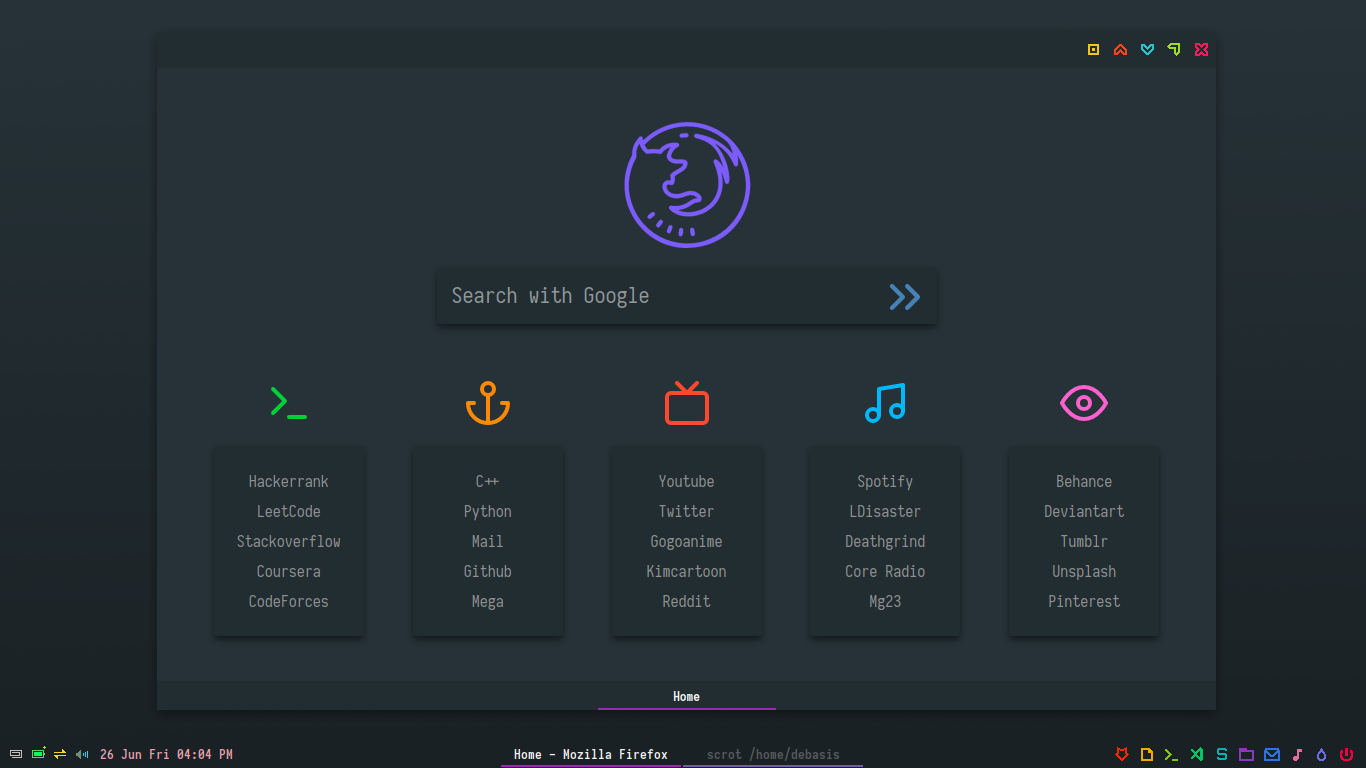 Search with Google
Hackerrank
LeetCode
Stackoverflow
Coursera
CodeForces
C++
Python
Mail
Github
Mega
Youtube
Twitter
Gogoanime
Kimcartoon
Reddit
Spotify
LDisaster
Deathgrind
Core Radio
Mg23
Behance
Deviantart
Tumblr
Unsplash
Pinterest
Home
26 Jun Fri 04:04 PM
Home - Mozilla Firefox
scrot /home/debasis